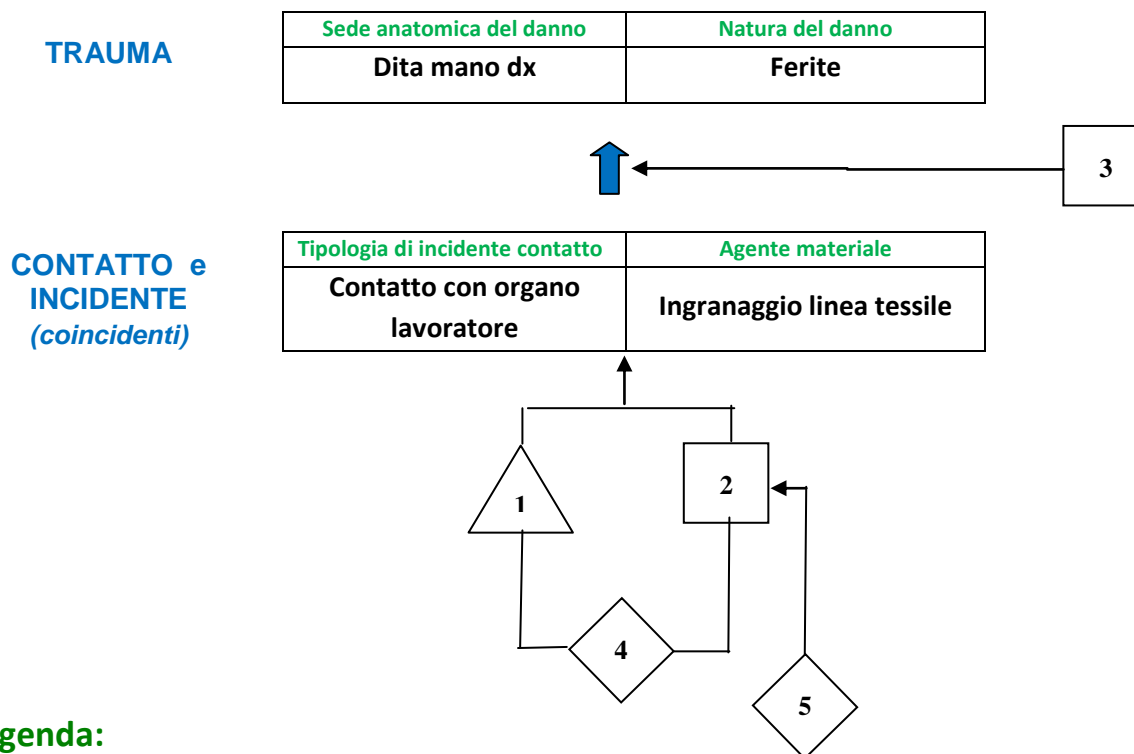 TRAUMA
Sede anatomica del danno
Natura del danno
Dita mano dx
Ferite
3
CONTATTO e
INCIDENTE
(coincidenti)
Tipologia di incidente contatto
Agente materiale
Contatto con organo
lavoratore
Ingranaggio linea tessile
1
2
4
5
genda: